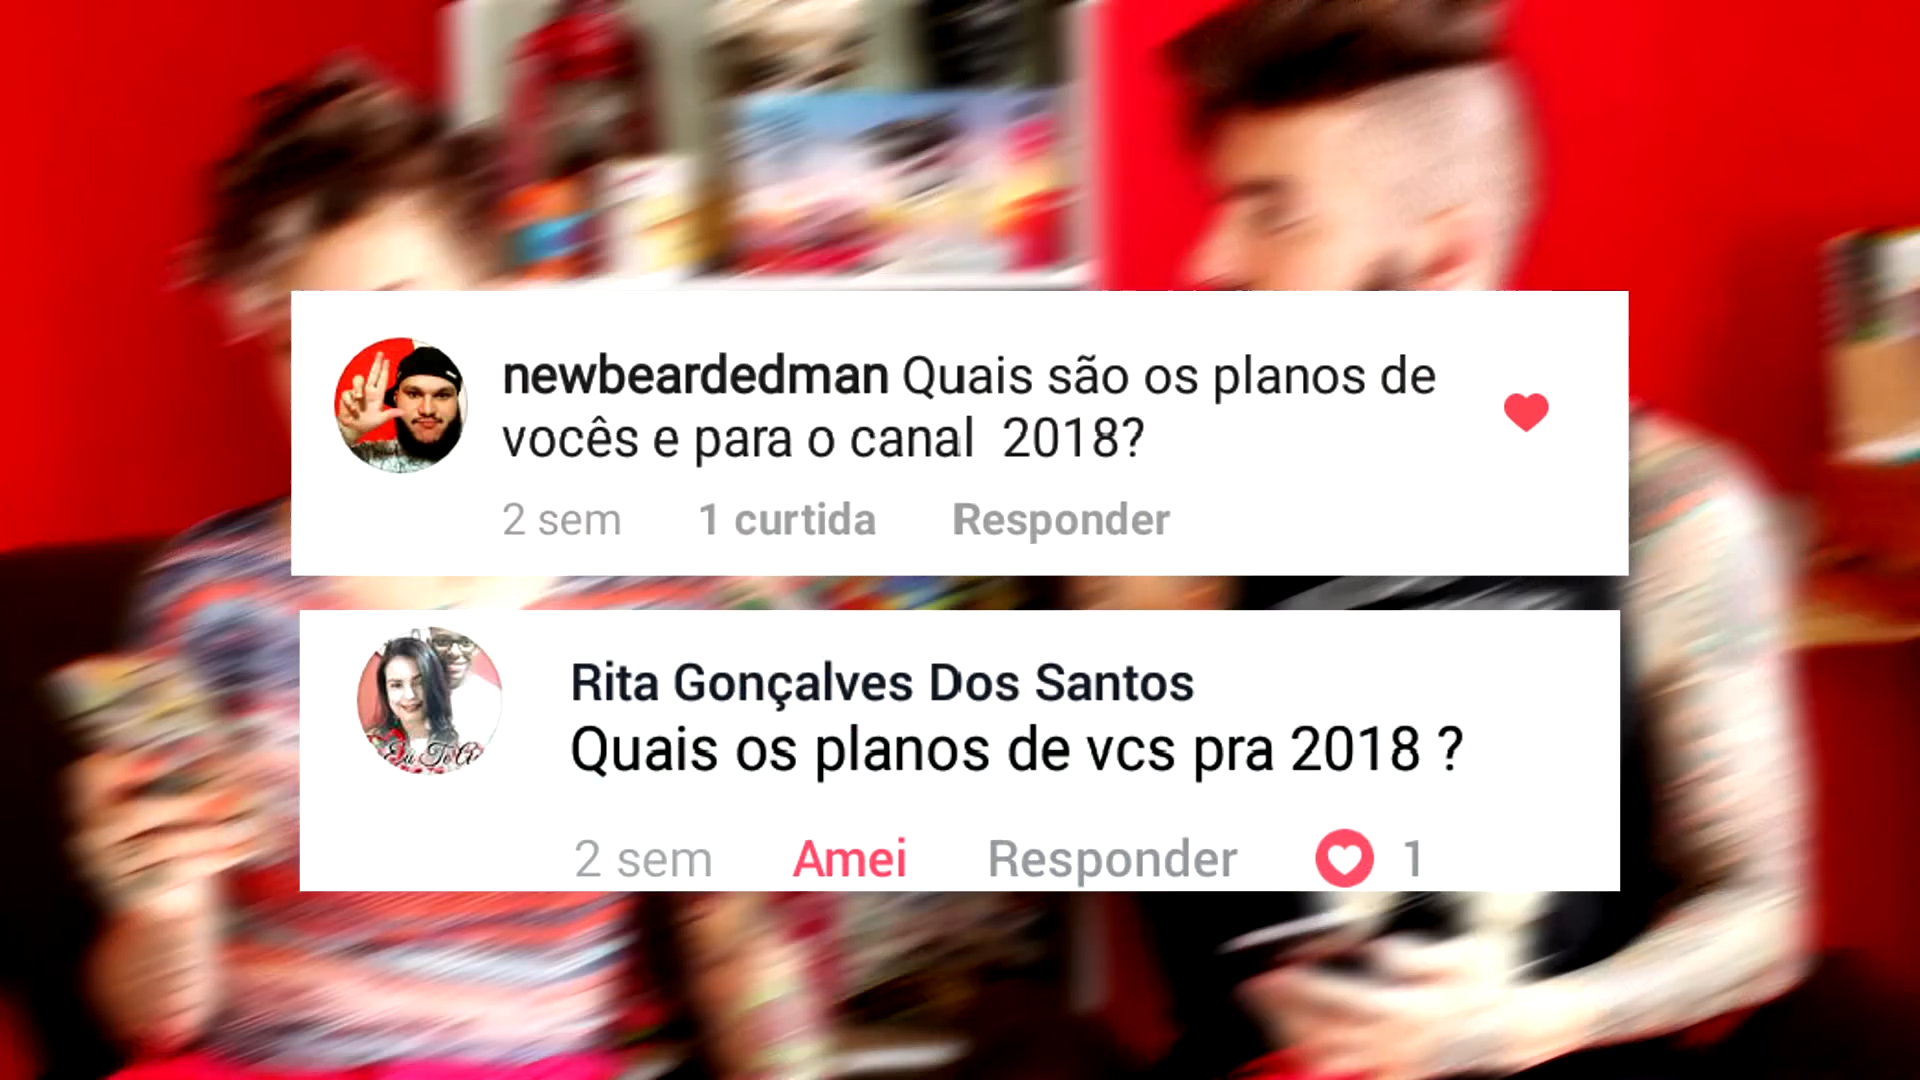 newbeardedman Quais são os planos de
vocês e para o canal 2018?
2 sem 1 curtida Responder
Rita Gonçalves Dos Santos
Quais os planos de vcs pra 2018 ?
2 sem Amei Responder 1